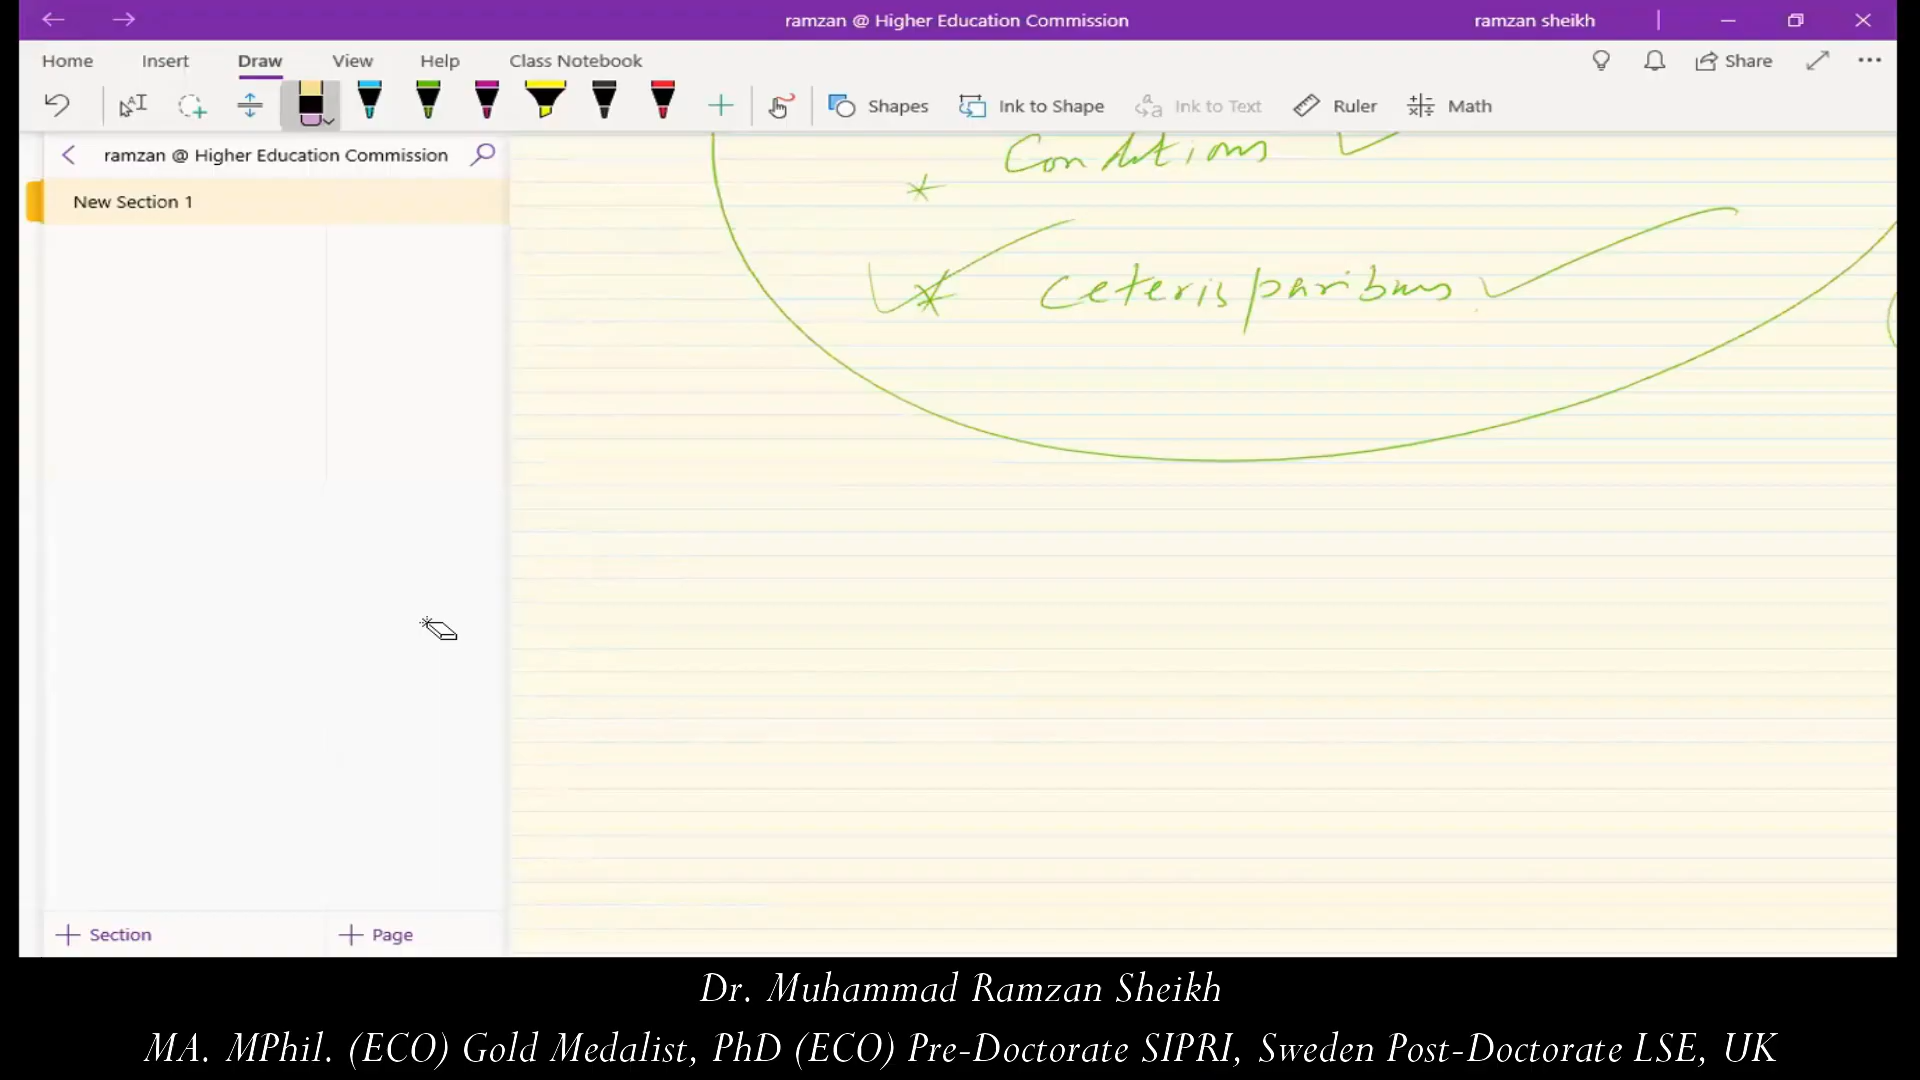 ramzan @ Higher Education Commission ramzan sheikh
Home Insert Draw View Help Class Notebook Share
Shapes Ink to Shape Ink to Text Ruler Math
ramzan @ Higher Education Commission
New Section 1
Conditions
* ceteris paribus
Section Page
Dr. Muhammad Ramzan Sheikh
MA. MPhil. (ECO) Gold Medalist, PhD (ECO) Pre-Doctorate SIPRI, Sweden Post-Doctorate LSE, UK